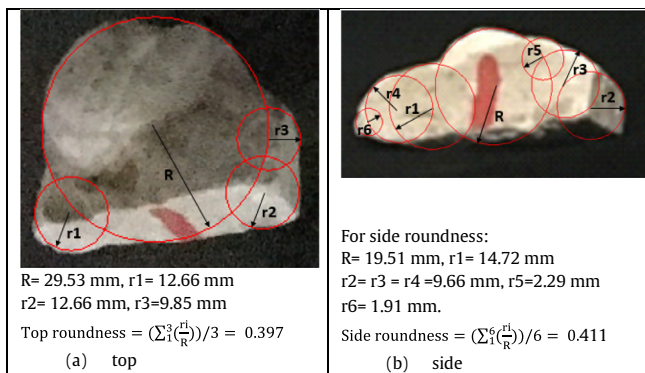 r3
R
r1
r2
R= 29.53 mm, r1= 12.66 mm
r2= 12.66 mm, r3=9.85 mm
Top roundness = (∑₁³(ri/R))/3 = 0.397
(a) top
r5
r3
r4
r1
r2
R
r6
For side roundness:
R= 19.51 mm, r1= 14.72 mm
r2= r3 = r4 =9.66 mm, r5=2.29 mm
r6= 1.91 mm.
Side roundness = (∑₁⁶(ri/R))/6 = 0.411
(b) side